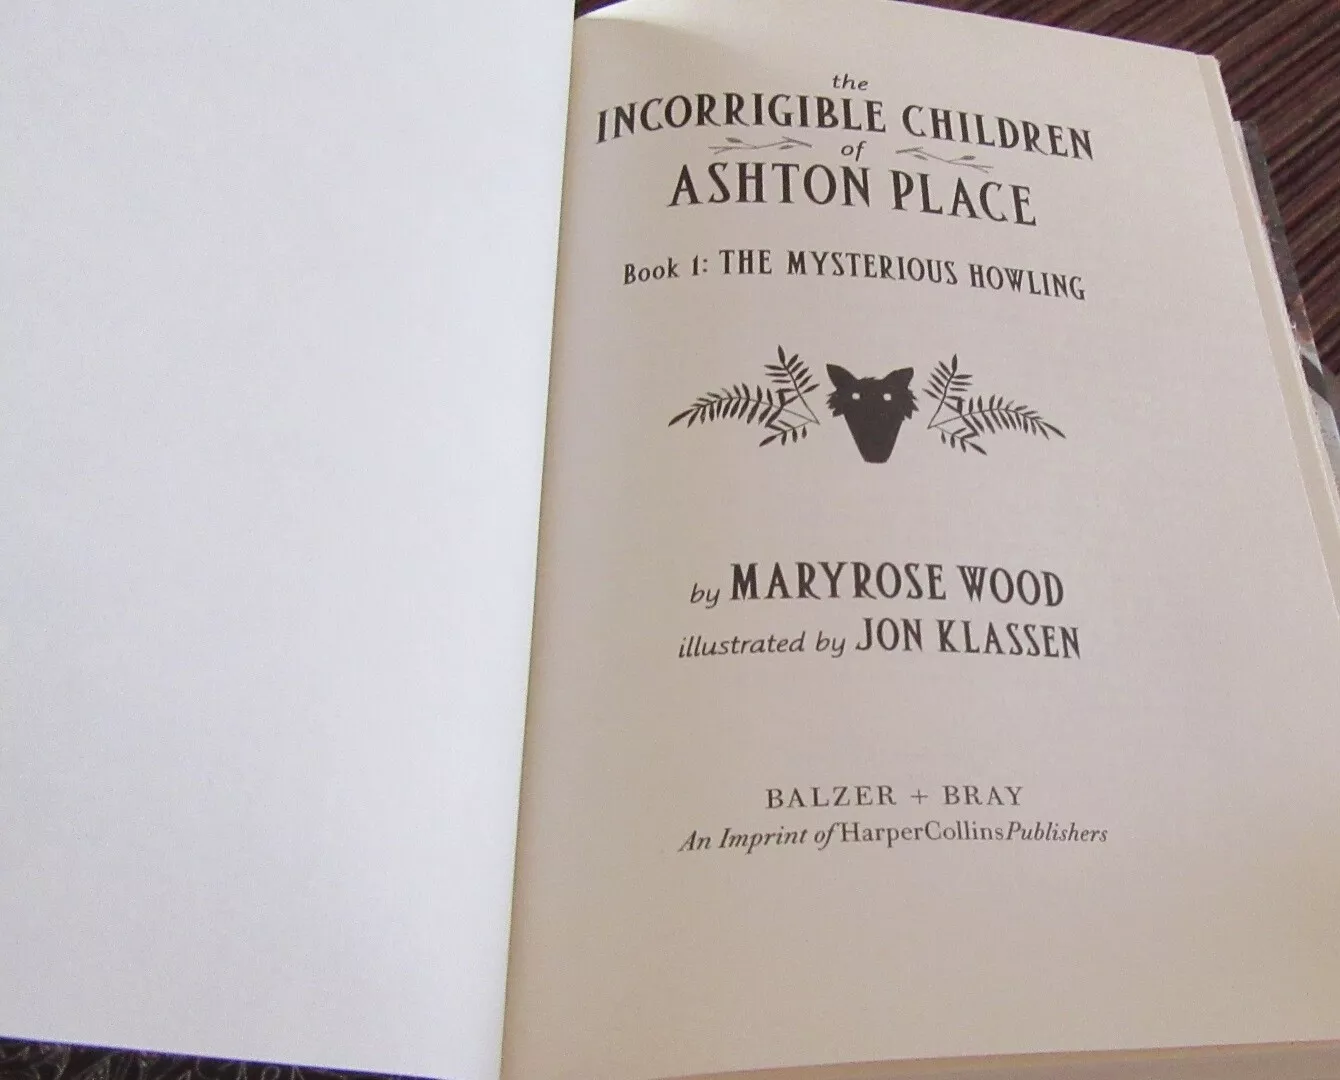 the
INCORRIGIBLE CHILDREN
of
ASHTON PLACE
Book 1: THE MYSTERIOUS HOWLING
by MARYROSE WOOD
illustrated by JON KLASSEN
BALZER + BRAY
An Imprint of HarperCollinsPublishers